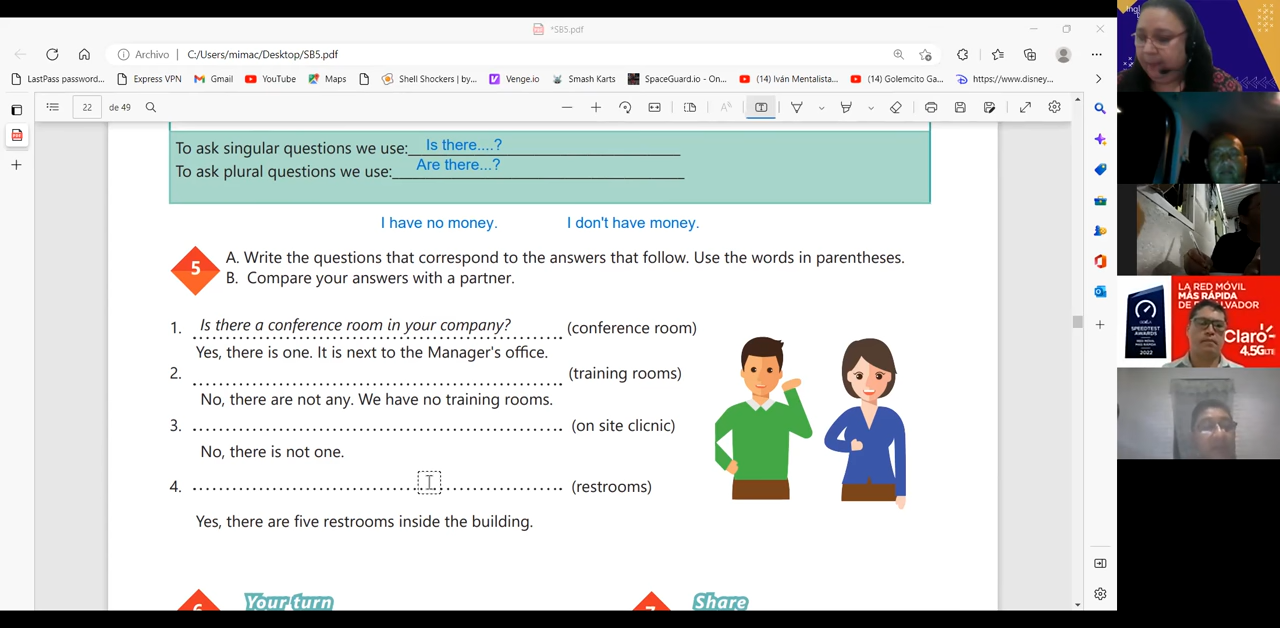 *SB5.pdf
Archivo | C:/Users/mimac/Desktop/SB5.pdf
LastPass password... Express VPN Gmail YouTube Maps Shell Shockers | by... Venge.io Smash Karts SpaceGuard.io - On... (14) Iván Mentalista... (14) Golemcito Ga... https://www.disney...
22 de 49
To ask singular questions we use: Is there....?
To ask plural questions we use: Are there...?
I have no money. I don't have money.
5
A. Write the questions that correspond to the answers that follow. Use the words in parentheses.
B. Compare your answers with a partner.
1. Is there a conference room in your company? (conference room)
Yes, there is one. It is next to the Manager's office.
2. (training rooms)
No, there are not any. We have no training rooms.
3. (on site clicnic)
No, there is not one.
4. (restrooms)
Yes, there are five restrooms inside the building.
6 Your turn
7 Share
SPEEDTEST
AWARDS
2022
LA RED MÓVIL
MÁS RÁPIDA
Claro
4.5G LTE